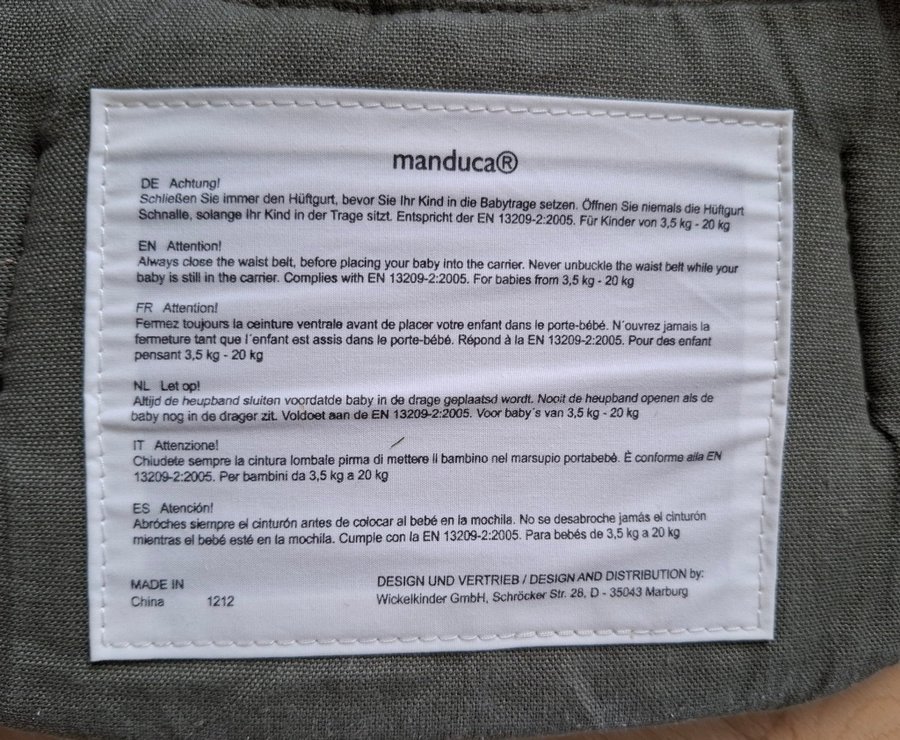 manduca®
DE Achtung!
Schließen Sie immer den Hüftgurt, bevor Sie Ihr Kind in die Babytrage setzen. Öffnen Sie niemals die Hüftgurt
Schnalle, solange Ihr Kind in der Trage sitzt. Entspricht der EN 13209-2:2005. Für Kinder von 3,5 kg - 20 kg
EN Attention!
Always close the waist belt, before placing your baby into the carrier. Never unbuckle the waist belt while your
baby is still in the carrier. Complies with EN 13209-2:2005. For babies from 3,5 kg - 20 kg
FR Attention!
Fermez toujours la ceinture ventrale avant de placer votre enfant dans le porte-bébé. N´ouvrez jamais la
fermeture tant que l´enfant est assis dans le porte-bébé. Répond à la EN 13209-2:2005. Pour des enfant
pensant 3,5 kg - 20 kg
NL Let op!
Altijd de heupband sluiten voordatde baby in de drage geplaatsd wordt. Nooit de heupband openen als de
baby nog in de drager zit. Voldoet aan de EN 13209-2:2005. Voor baby´s van 3,5 kg - 20 kg
IT Attenzione!
Chiudete sempre la cintura lombale pirma di mettere il bambino nel marsupio portabebè. È conforme alla EN
13209-2:2005. Per bambini da 3,5 kg a 20 kg
ES Atención!
Abróches siempre el cinturón antes de colocar al bebé en la mochila. No se desabroche jamás el cinturón
mientras el bebé esté en la mochila. Cumple con la EN 13209-2:2005. Para bebés de 3,5 kg a 20 kg
MADE IN
China 1212
DESIGN UND VERTRIEB / DESIGN AND DISTRIBUTION by:
Wickelkinder GmbH, Schröcker Str. 28, D - 35043 Marburg